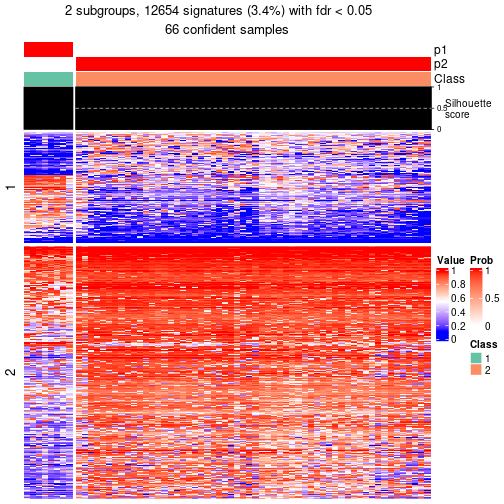 2 subgroups, 12654 signatures (3.4%) with fdr < 0.05
66 confident samples
p1
p2
Class
1
0.5
0
Silhouette
score
1
2
Value
1
0.8
0.6
0.4
0.2
0
Prob
1
0.5
0
Class
1
2